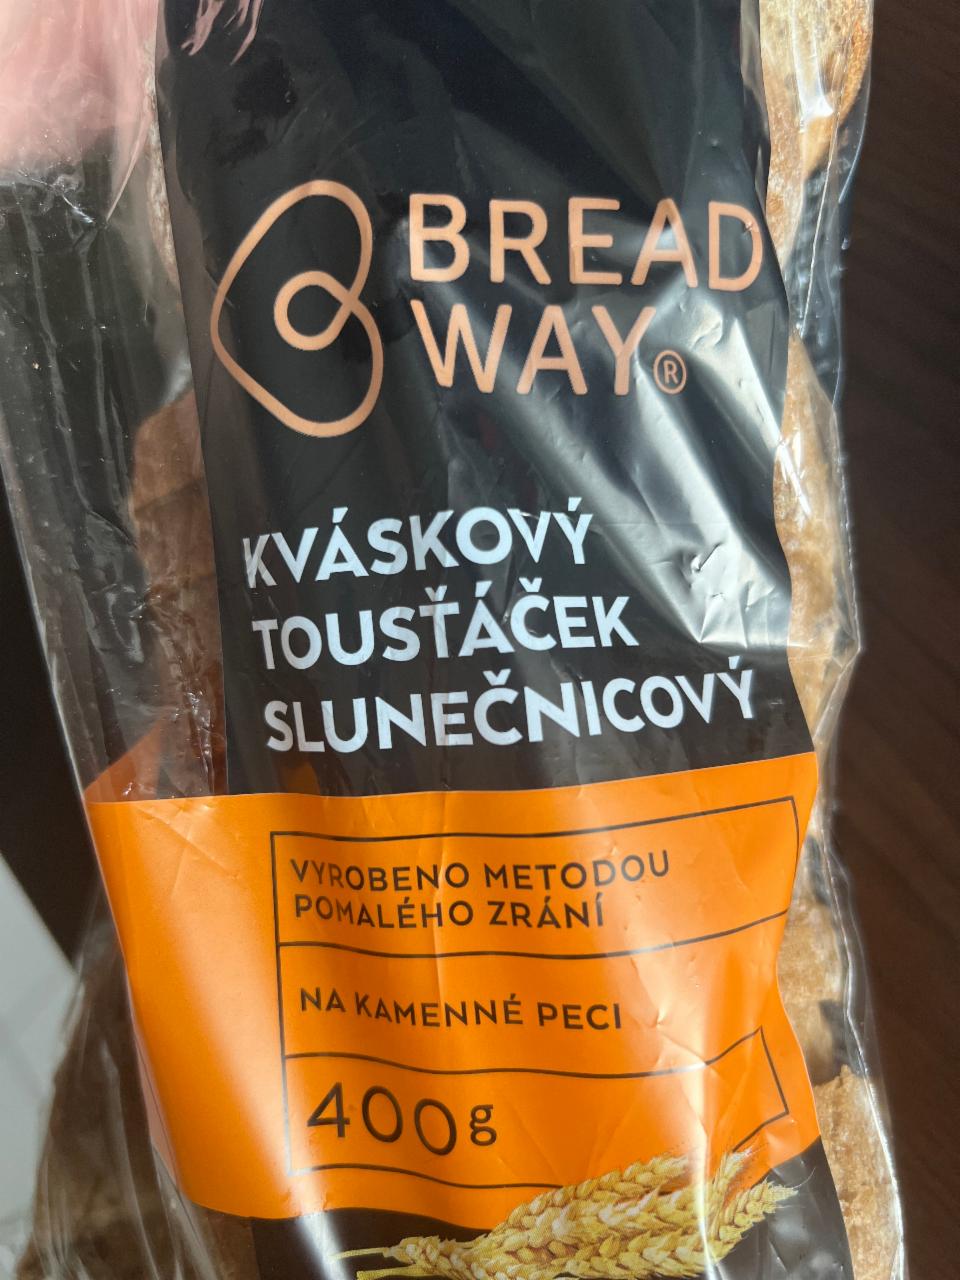 BREAD
WAY®
KVÁSKOVÝ
TOUSŤÁČEK
SLUNEČNICOVÝ
VYROBENO METODOU
POMALÉHO ZRÁNÍ
NA KAMENNÉ PECI
400g